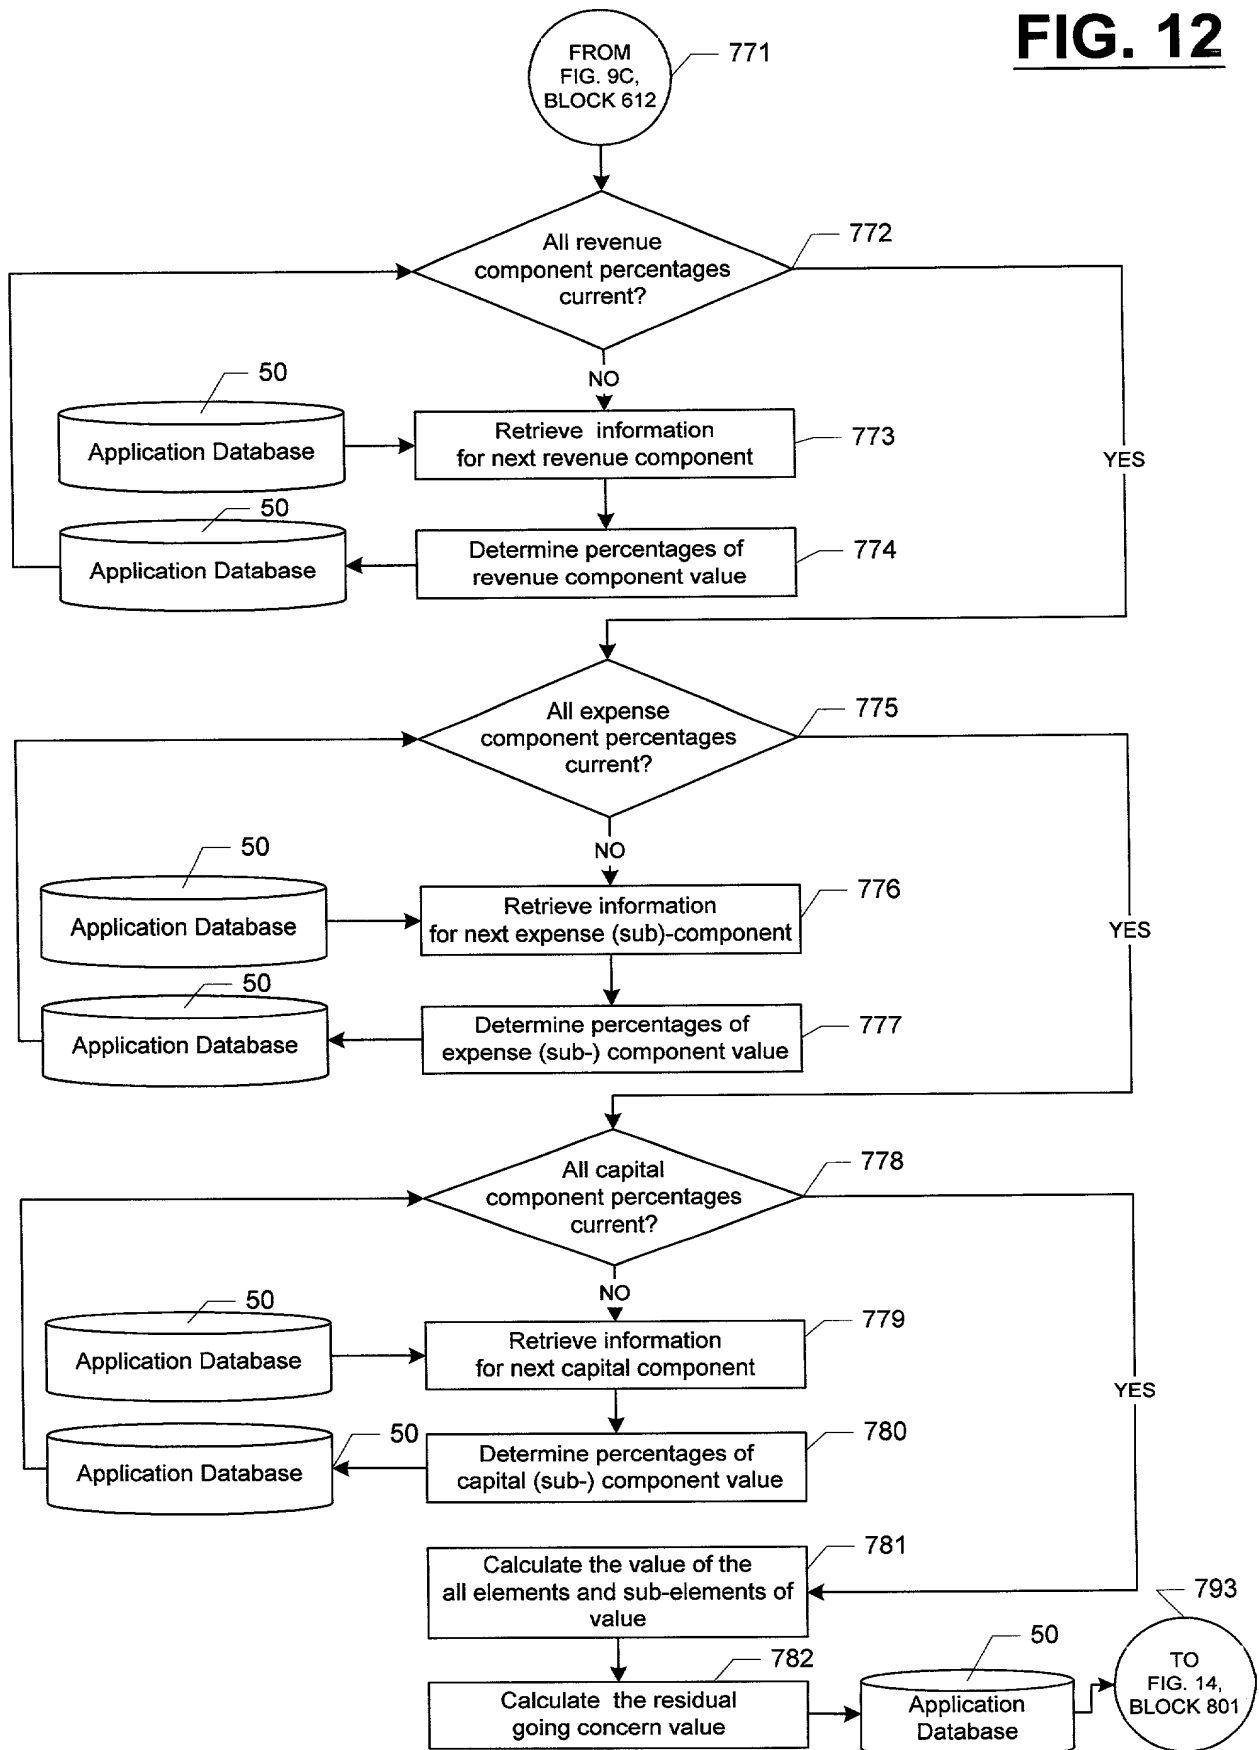 FIG. 12
FROM
FIG. 9C,
BLOCK 612
771
All revenue
component percentages
current?
772
NO
YES
50
Application Database
Retrieve information
for next revenue component
773
50
Application Database
Determine percentages of
revenue component value
774
All expense
component percentages
current?
775
NO
YES
50
Application Database
Retrieve information
for next expense (sub)-component
776
50
Application Database
Determine percentages of
expense (sub-) component value
777
All capital
component percentages
current?
778
NO
YES
50
Application Database
Retrieve information
for next capital component
779
50
Application Database
Determine percentages of
capital (sub-) component value
780
Calculate the value of the
all elements and sub-elements of
value
781
Calculate the residual
going concern value
782
50
Application
Database
793
TO
FIG. 14,
BLOCK 801